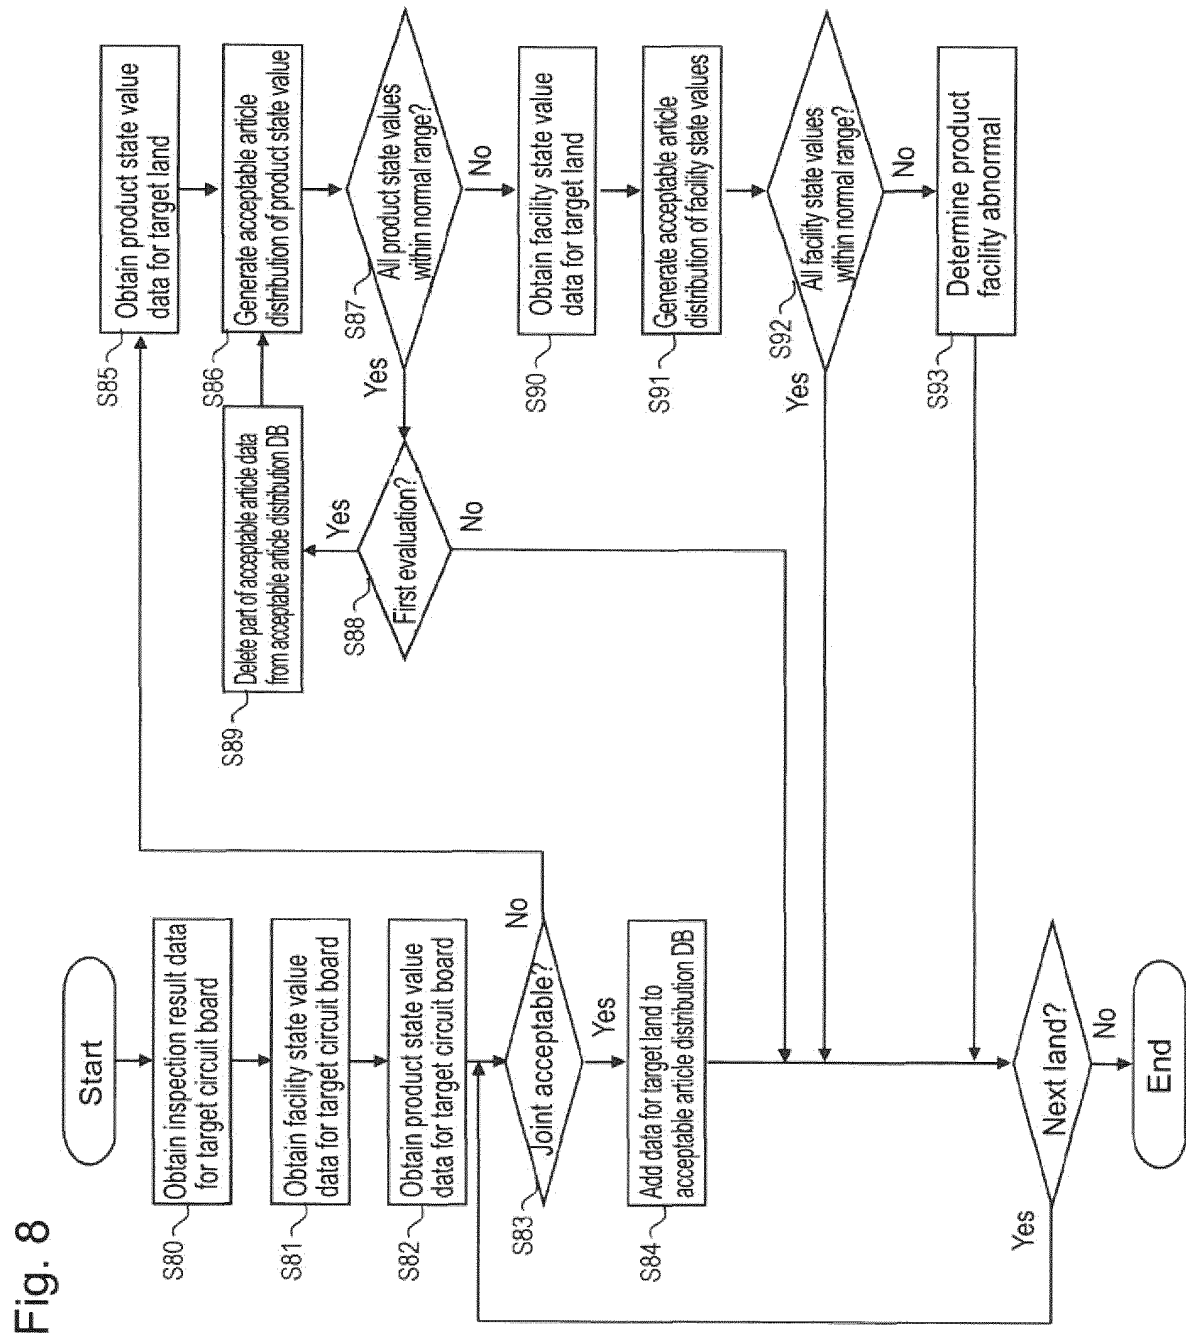 Fig. 8
Start
S80
Obtain inspection result data
for target circuit board
S81
Obtain facility state value
data for target circuit board
S82
Obtain product state value
data for target circuit board
S83
Joint acceptable?
No
Yes
S84
Add data for target land to
acceptable article distribution DB
Next land?
Yes
No
End
S85
Obtain product state value
data for target land
S86
Generate acceptable article
distribution of product state value
S87
All product state values
within normal range?
Yes
No
S88
First evaluation?
Yes
No
S89
Delete part of acceptable article data
from acceptable article distribution DB
S90
Obtain facility state value
data for target land
S91
Generate acceptable article
distribution of facility state values
S92
All facility state values
within normal range?
Yes
No
S93
Determine product
facility abnormal